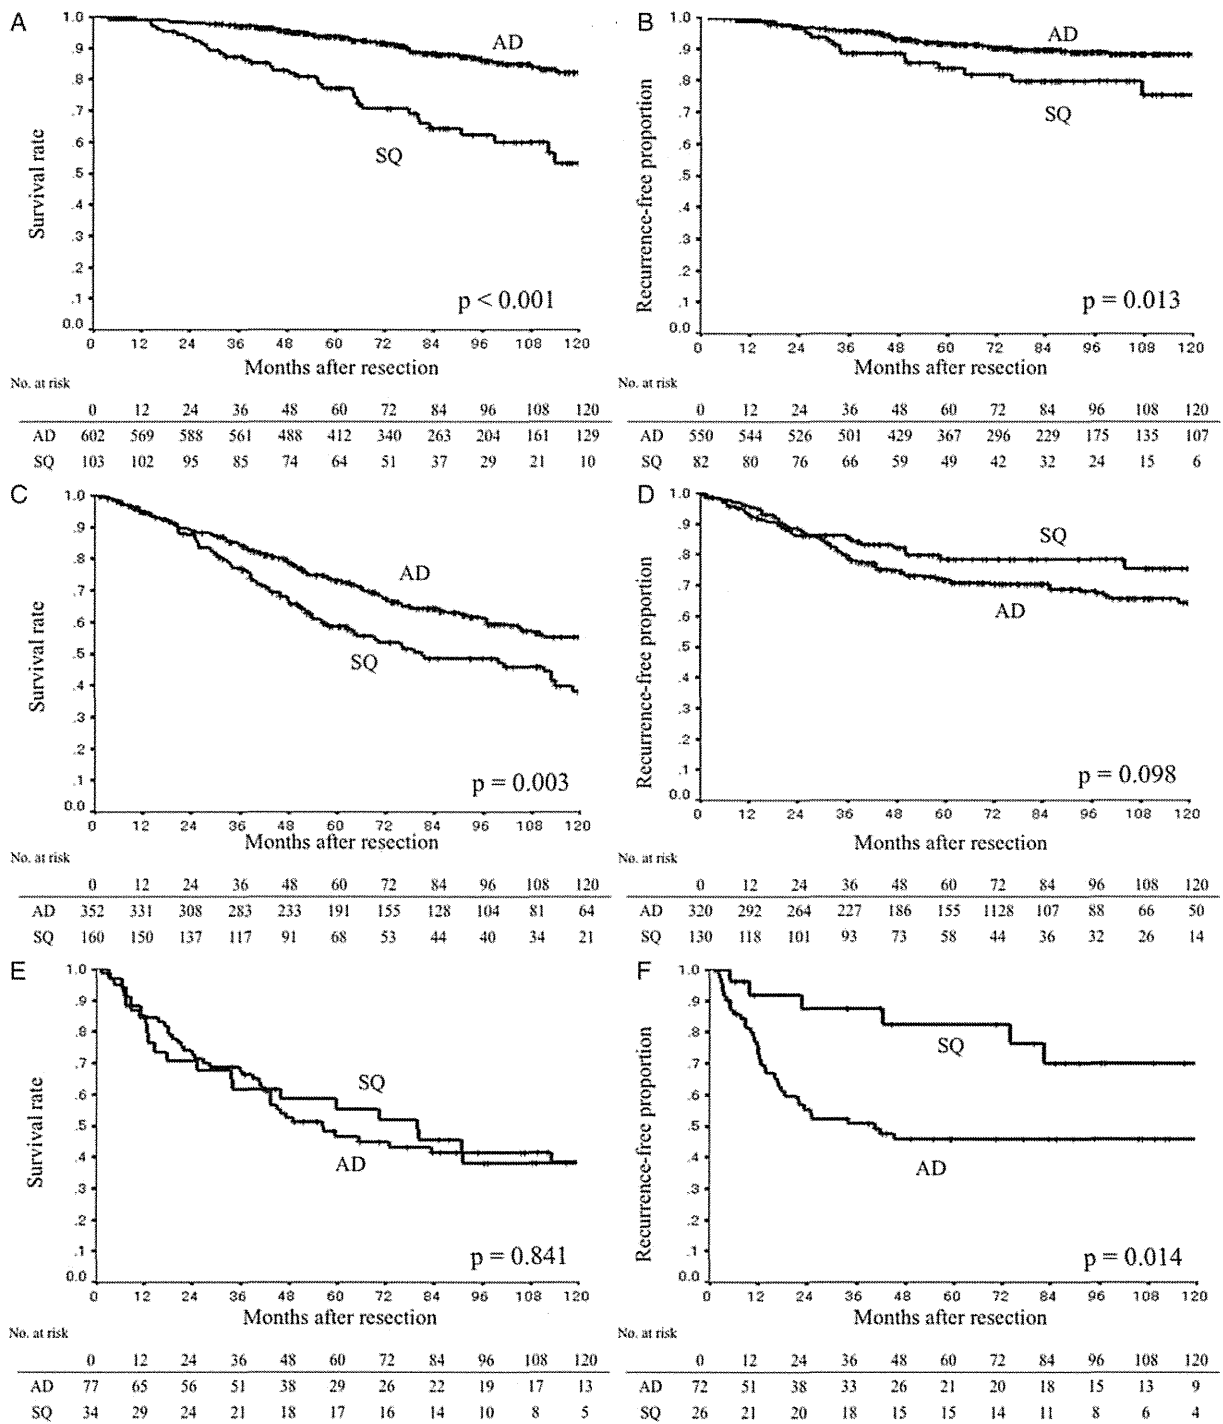 A
1.0
.9
.8
.7
.6
.5
.4
.3
.2
.1
0.0
Survival rate
AD
SQ
p < 0.001
0 12 24 36 48 60 72 84 96 108 120
Months after resection
No. at risk
0 12 24 36 48 60 72 84 96 108 120
AD 602 569 588 561 488 412 340 263 204 161 129
SQ 103 102 95 85 74 64 51 37 29 21 10
B
1.0
.9
.8
.7
.6
.5
.4
.3
.2
.1
0.0
Recurrence-free proportion
AD
SQ
p = 0.013
0 12 24 36 48 60 72 84 96 108 120
Months after resection
No. at risk
0 12 24 36 48 60 72 84 96 108 120
AD 550 544 526 501 429 367 296 229 175 135 107
SQ 82 80 76 66 59 49 42 32 24 15 6
C
1.0
.9
.8
.7
.6
.5
.4
.3
.2
.1
0.0
Survival rate
AD
SQ
p = 0.003
0 12 24 36 48 60 72 84 96 108 120
Months after resection
No. at risk
0 12 24 36 48 60 72 84 96 108 120
AD 352 331 308 283 233 191 155 128 104 81 64
SQ 160 150 137 117 91 68 53 44 40 34 21
D
1.0
.9
.8
.7
.6
.5
.4
.3
.2
.1
0.0
Recurrence-free proportion
SQ
AD
p = 0.098
0 12 24 36 48 60 72 84 96 108 120
Months after resection
No. at risk
0 12 24 36 48 60 72 84 96 108 120
AD 320 292 264 227 186 155 1128 107 88 66 50
SQ 130 118 101 93 73 58 44 36 32 26 14
E
1.0
.9
.8
.7
.6
.5
.4
.3
.2
.1
0.0
Survival rate
SQ
AD
p = 0.841
0 12 24 36 48 60 72 84 96 108 120
Months after resection
No. at risk
0 12 24 36 48 60 72 84 96 108 120
AD 77 65 56 51 38 29 26 22 19 17 13
SQ 34 29 24 21 18 17 16 14 10 8 5
F
1.0
.9
.8
.7
.6
.5
.4
.3
.2
.1
0.0
Recurrence-free proportion
SQ
AD
p = 0.014
0 12 24 36 48 60 72 84 96 108 120
Months after resection
No. at risk
0 12 24 36 48 60 72 84 96 108 120
AD 72 51 38 33 26 21 20 18 15 13 9
SQ 26 21 20 18 15 15 14 11 8 6 4